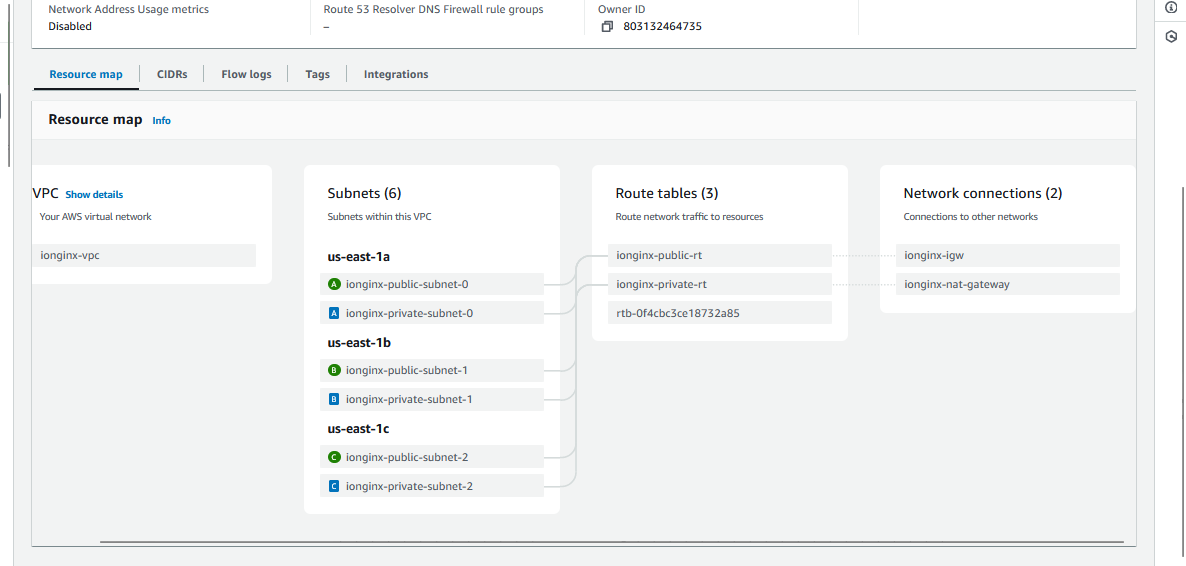 Network Address Usage metrics
Disabled
Route 53 Resolver DNS Firewall rule groups
–
Owner ID
803132464735
Resource map
CIDRs
Flow logs
Tags
Integrations
Resource map Info
VPC Show details
Your AWS virtual network
ionginx-vpc
Subnets (6)
Subnets within this VPC
us-east-1a
A ionginx-public-subnet-0
A ionginx-private-subnet-0
us-east-1b
B ionginx-public-subnet-1
B ionginx-private-subnet-1
us-east-1c
C ionginx-public-subnet-2
C ionginx-private-subnet-2
Route tables (3)
Route network traffic to resources
ionginx-public-rt
ionginx-private-rt
rtb-0f4cbc3ce18732a85
Network connections (2)
Connections to other networks
ionginx-igw
ionginx-nat-gateway